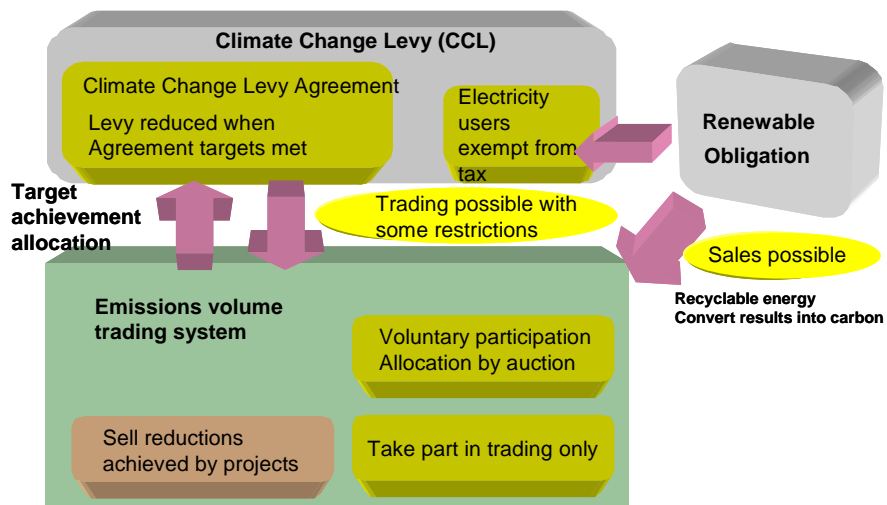 Climate Change Levy (CCL)
Climate Change Levy Agreement
Levy reduced when
Agreement targets met
Electricity
users
exempt from
tax
Renewable
Obligation
Target
achievement
allocation
Trading possible with
some restrictions
Sales possible
Recyclable energy
Convert results into carbon
Emissions volume
trading system
Voluntary participation
Allocation by auction
Sell reductions
achieved by projects
Take part in trading only